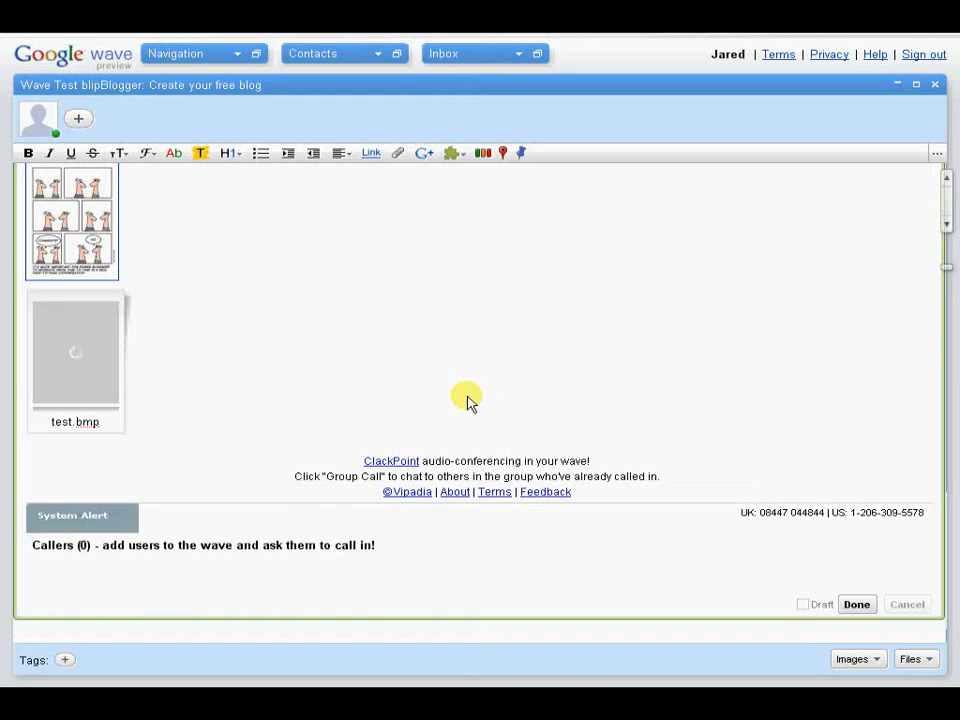 Google wave
preview
Navigation
Contacts
Inbox
Jared | Terms | Privacy | Help | Sign out
Wave Test blipBlogger: Create your free blog
B I U S TT F Ab T H1 Link G+
test.bmp
ClackPoint audio-conferencing in your wave!
Click "Group Call" to chat to others in the group who've already called in.
©Vipadia | About | Terms | Feedback
System Alert
UK: 08447 044844 | US: 1-206-309-5578
Callers (0) - add users to the wave and ask them to call in!
Draft Done Cancel
Tags:
Images Files